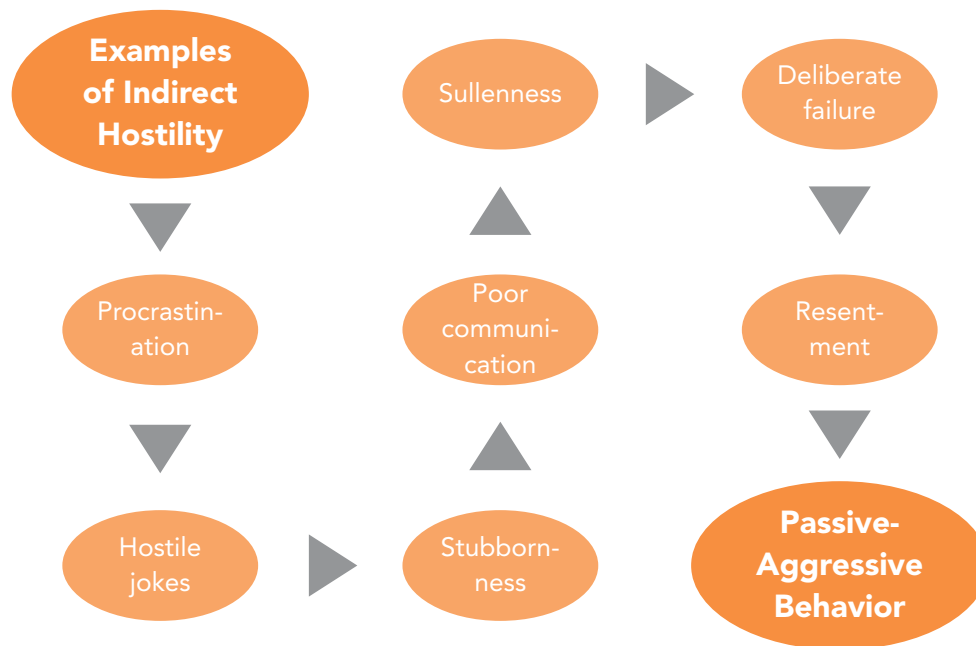 Examples
of Indirect
Hostility
Procrastin-
ation
Hostile
jokes
Stubborn-
ness
Poor
communi-
cation
Sullenness
Deliberate
failure
Resent-
ment
Passive-
Aggressive
Behavior